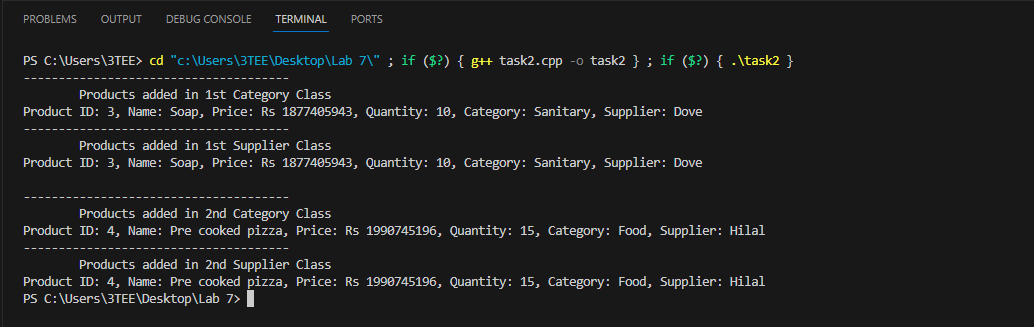 PROBLEMS OUTPUT DEBUG CONSOLE TERMINAL PORTS
PS C:\Users\3TEE> cd "c:\Users\3TEE\Desktop\Lab 7\" ; if ($?) { g++ task2.cpp -o task2 } ; if ($?) { .\task2 }
--------------------------------------
Products added in 1st Category Class
Product ID: 3, Name: Soap, Price: Rs 1877405943, Quantity: 10, Category: Sanitary, Supplier: Dove
--------------------------------------
Products added in 1st Supplier Class
Product ID: 3, Name: Soap, Price: Rs 1877405943, Quantity: 10, Category: Sanitary, Supplier: Dove
--------------------------------------
Products added in 2nd Category Class
Product ID: 4, Name: Pre cooked pizza, Price: Rs 1990745196, Quantity: 15, Category: Food, Supplier: Hilal
--------------------------------------
Products added in 2nd Supplier Class
Product ID: 4, Name: Pre cooked pizza, Price: Rs 1990745196, Quantity: 15, Category: Food, Supplier: Hilal
PS C:\Users\3TEE\Desktop\Lab 7>